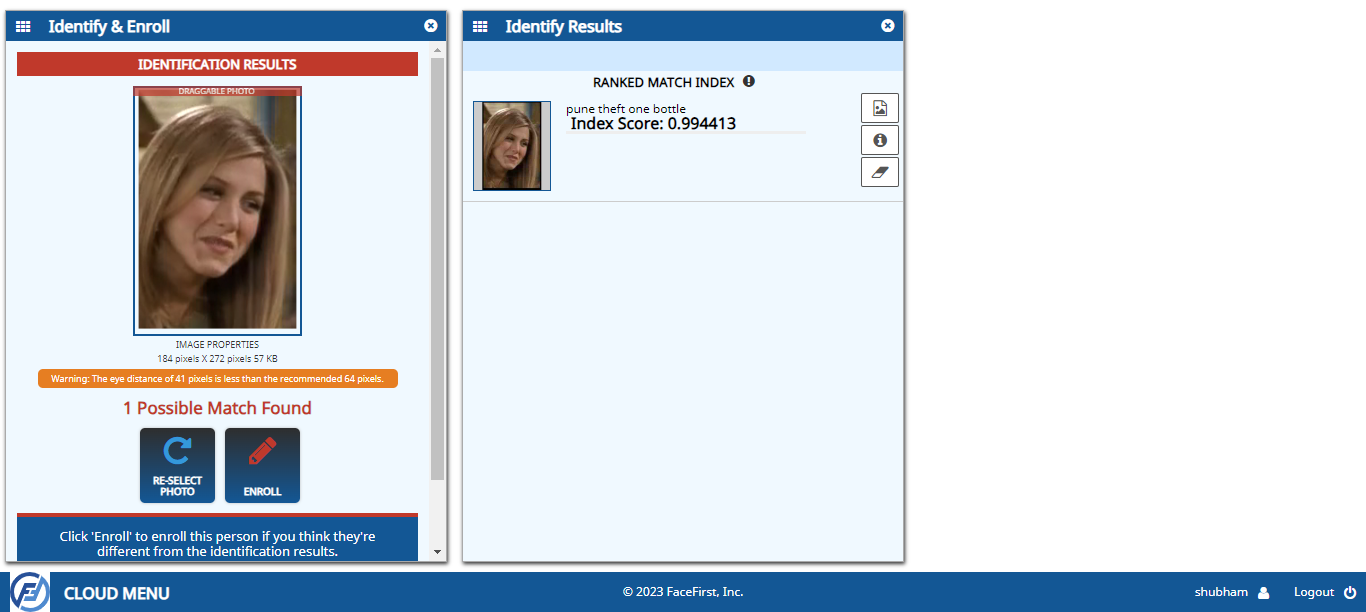 Identify & Enroll
IDENTIFICATION RESULTS
DRAGGABLE PHOTO
IMAGE PROPERTIES
184 pixels X 272 pixels 57 KB
Warning: The eye distance of 41 pixels is less than the recommended 64 pixels.
1 Possible Match Found
RE-SELECT
PHOTO
ENROLL
Click 'Enroll' to enroll this person if you think they're
different from the identification results.
Identify Results
RANKED MATCH INDEX
pune theft one bottle
Index Score: 0.994413
CLOUD MENU
© 2023 FaceFirst, Inc.
shubham
Logout